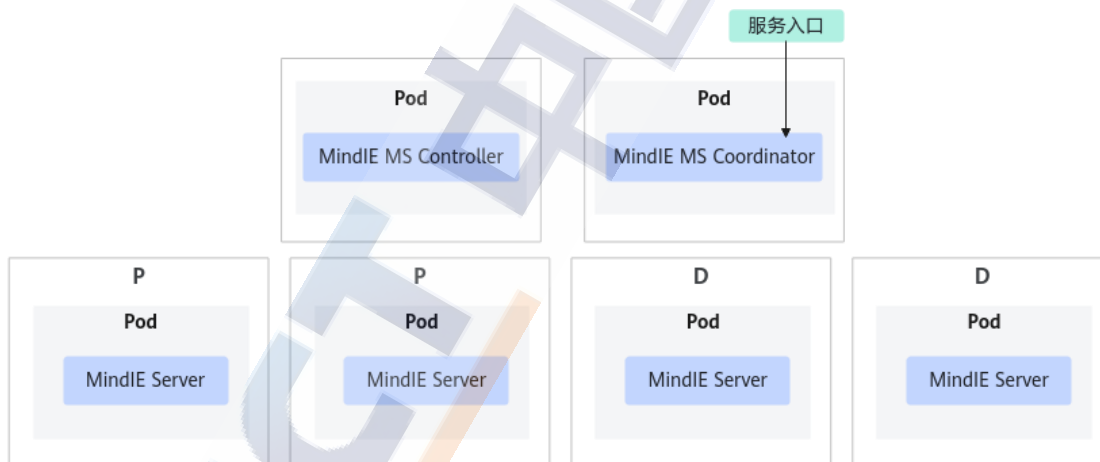 服务入口
Pod
Pod
MindIE MS Controller
MindIE MS Coordinator
P
P
D
D
Pod
Pod
Pod
Pod
MindIE Server
MindIE Server
MindIE Server
MindIE Server